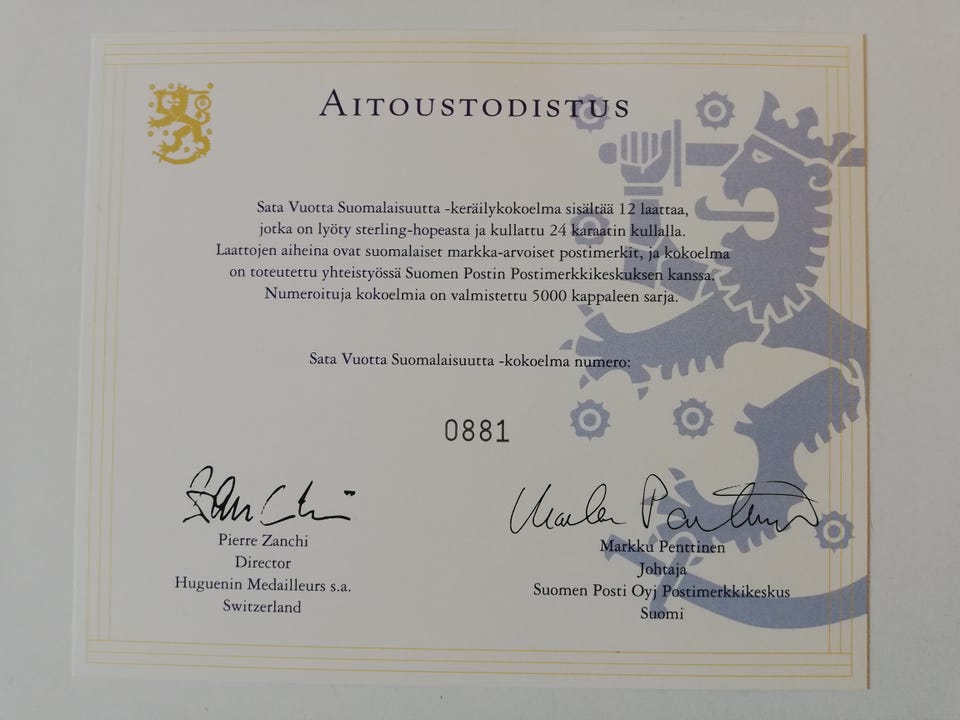 AITOUSTODISTUS
Sata Vuotta Suomalaisuutta -keräilykokoelma sisältää 12 laattaa,
jotka on lyöty sterling-hopeasta ja kullattu 24 karaatin kullalla.
Laattojen aiheina ovat suomalaiset markka-arvoiset postimerkit, ja kokoelma
on toteutettu yhteistyössä Suomen Postin Postimerkkikeskuksen kanssa.
Numeroituja kokoelmia on valmistettu 5000 kappaleen sarja.
Sata Vuotta Suomalaisuutta -kokoelma numero:
0881
Pierre Zanchi
Director
Huguenin Medailleurs s.a.
Switzerland
Markku Penttinen
Johtaja
Suomen Posti Oyj Postimerkkikeskus
Suomi